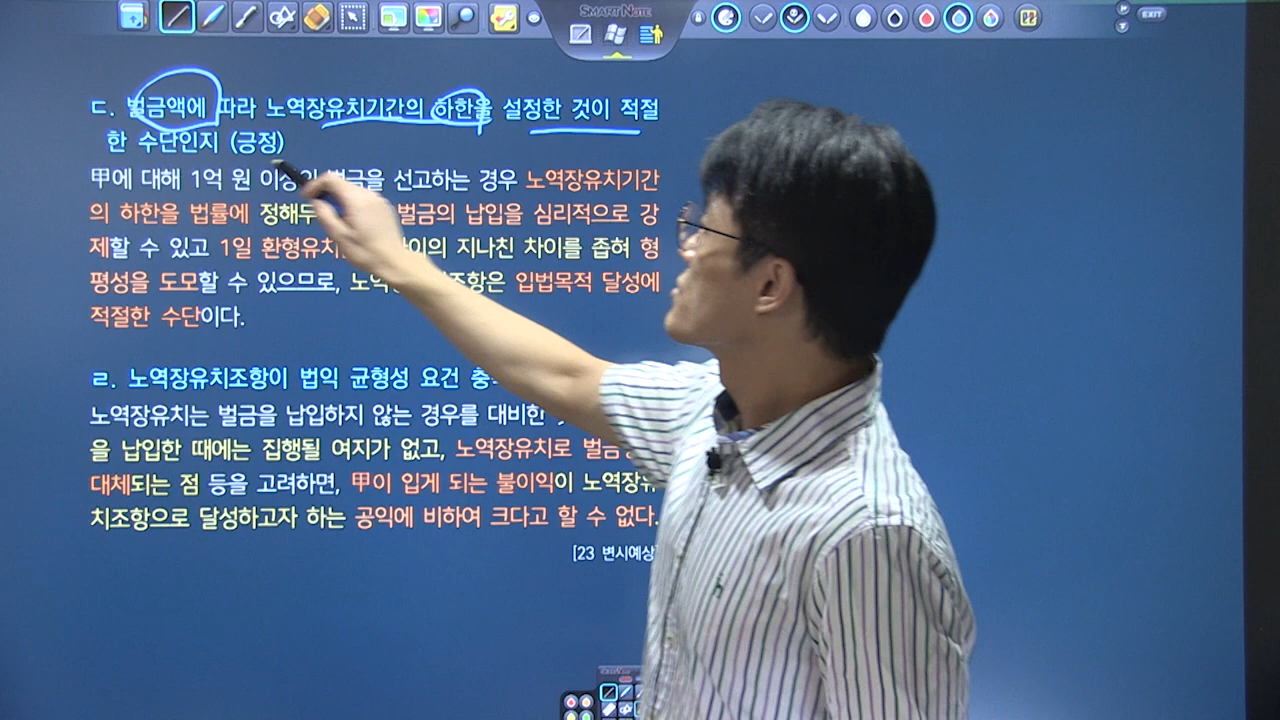 SMART NOTE
EXIT
ㄷ. 벌금액에 따라 노역장유치기간의 하한을 설정한 것이 적절
한 수단인지 (긍정)
甲에 대해 1억 원 이상의 벌금을 선고하는 경우 노역장유치기간
의 하한을 법률에 정해두 벌금의 납입을 심리적으로 강
제할 수 있고 1일 환형유치 사이의 지나친 차이를 좁혀 형
평성을 도모할 수 있으므로, 노역장유치조항은 입법목적 달성에
적절한 수단이다.
ㄹ. 노역장유치조항이 법익 균형성 요건
노역장유치는 벌금을 납입하지 않는 경우를 대비한
을 납입한 때에는 집행될 여지가 없고, 노역장유치로
대체되는 점 등을 고려하면, 甲이 입게 되는 불이익이 노역장유
치조항으로 달성하고자 하는 공익에 비하여 크다고 할 수 없다.
[23 변시예상]